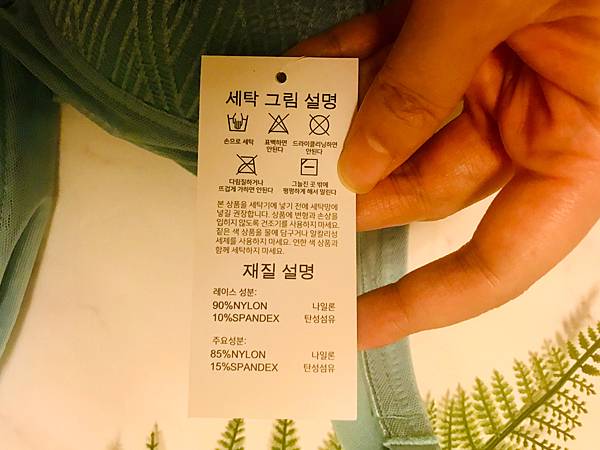 세탁 그림 설명
손으로 세탁
표백하면
안된다
드라이클리닝하면
안된다
다림질하거나
뜨겁게 가하면 안된다
그늘진 곳 밖에
평평하게 해서 말린다
본 상품을 세탁기에 넣기 전에 세탁망에
넣길 권장합니다. 상품에 변형과 손상을
입히지 않도록 건조기를 사용하지 마세요.
짙은 색 상품을 물에 담구거나 알칼리성
세제를 사용하지 마세요. 연한 색 상품과
함께 세탁하지 마세요.
재질 설명
레이스 성분:
90%NYLON 나일론
10%SPANDEX 탄성섬유
주요성분:
85%NYLON 나일론
15%SPANDEX 탄성섬유